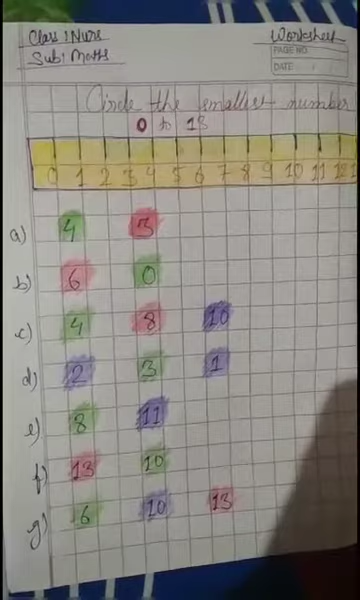 Class : Nurs
Sub : Maths
Worksheet
PAGE NO.
DATE
Circle the smallest number
0 to 13
0 1 2 3 4 5 6 7 8 9 10 11 12
a) 4 3
b) 6 0
c) 4 8 10
d) 2 3 1
e) 8 11
f) 13 10
g) 6 10 13